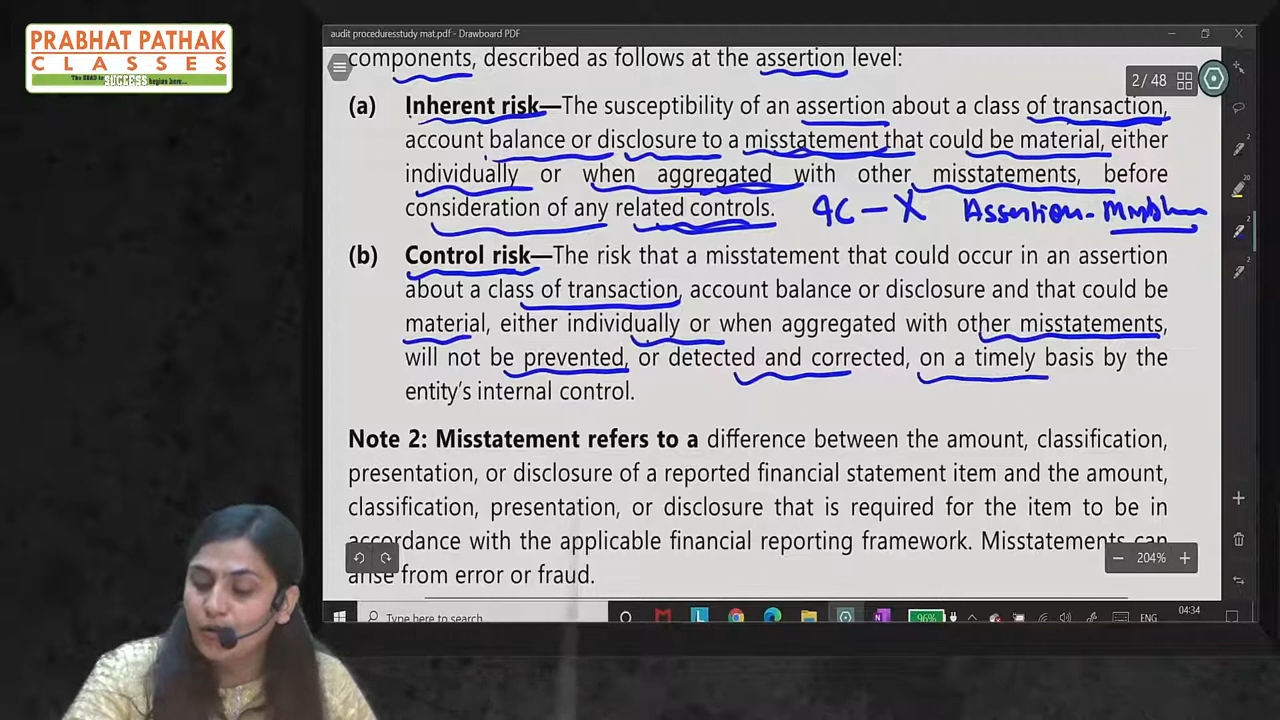 PRABHAT PATHAK
CLASSES
The ROAD to SUCCESS begins here...
audit proceduresstudy mat.pdf - Drawboard PDF
components, described as follows at the assertion level:
2 / 48
(a) Inherent risk—The susceptibility of an assertion about a class of transaction,
account balance or disclosure to a misstatement that could be material, either
individually or when aggregated with other misstatements, before
consideration of any related controls.
Assertion -
(b) Control risk—The risk that a misstatement that could occur in an assertion
about a class of transaction, account balance or disclosure and that could be
material, either individually or when aggregated with other misstatements,
will not be prevented, or detected and corrected, on a timely basis by the
entity's internal control.
Note 2: Misstatement refers to a difference between the amount, classification,
presentation, or disclosure of a reported financial statement item and the amount,
classification, presentation, or disclosure that is required for the item to be in
accordance with the applicable financial reporting framework. Misstatements can
arise from error or fraud.
204%
Type here to search
96%
ENG
04:34